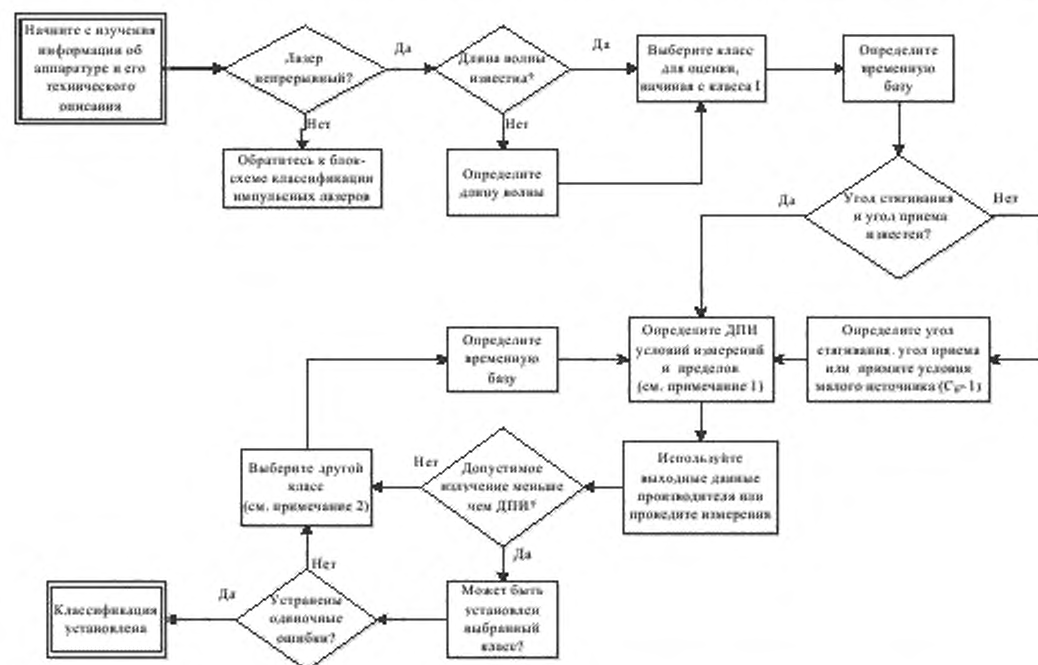 Начните с изучения
информации об
аппаратуре и его
технического
описания
Лазер
непрерывный?
Да
Нет
Обратитесь к блок-
схеме классификации
импульсных лазеров
Длина волны
известна?
Да
Нет
Определите
длину волны
Выберите класс
для оценки,
начиная с класса I
Определите
временную
базу
Угол стягивания
и угол приема
известен?
Да
Нет
Определите угол
стягивания. угол приема
или примите условия
малого источника
Определите ДПИ
условий измерений
и пределов
(см. примечание 1)
Определите
временную
базу
Используйте
выходные данные
производителя или
проведите измерения
Допустимое
излучение меньше
чем ДПИ?
Нет
Да
Выберите другой
класс
(см. примечание 2)
Может быть
установлен
выбранный
класс?
Устранены
одиночные
ошибки?
Нет
Да
Классификация
установлена